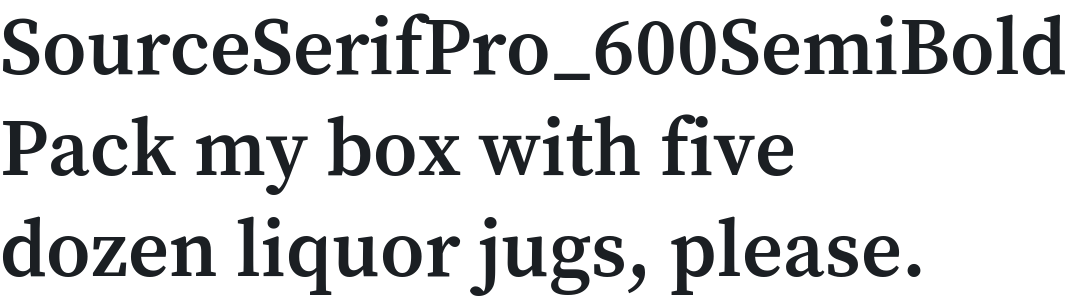 SourceSerifPro_600SemiBold
Pack my box with five
dozen liquor jugs, please.